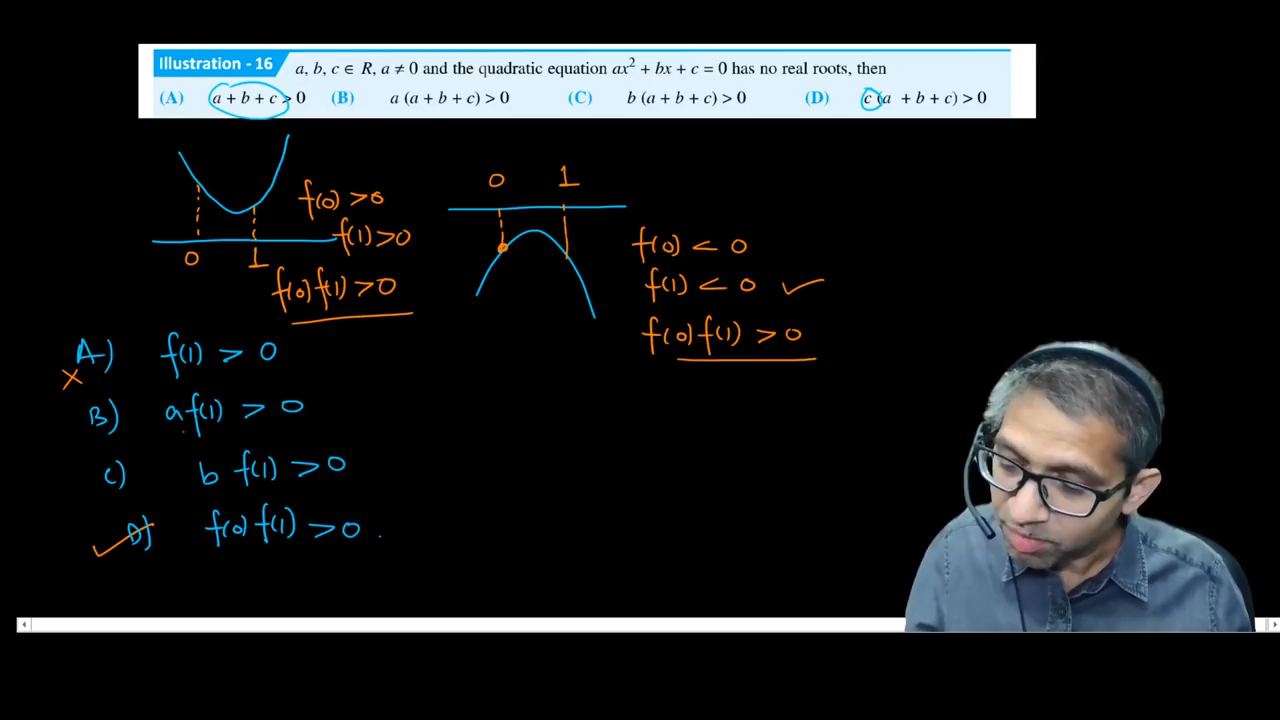 Illustration - 16 a, b, c ∈ R, a ≠ 0 and the quadratic equation ax² + bx + c = 0 has no real roots, then
(A) a + b + c > 0 (B) a (a + b + c) > 0 (C) b (a + b + c) > 0 (D) c (a + b + c) > 0
f(0) > 0
f(1) > 0
0 1
f(0) f(1) > 0
0 1
f(0) < 0
f(1) < 0 ✓
f(0) f(1) > 0
A) f(1) > 0
×
B) a f(1) > 0
C) b f(1) > 0
✓ D) f(0) f(1) > 0